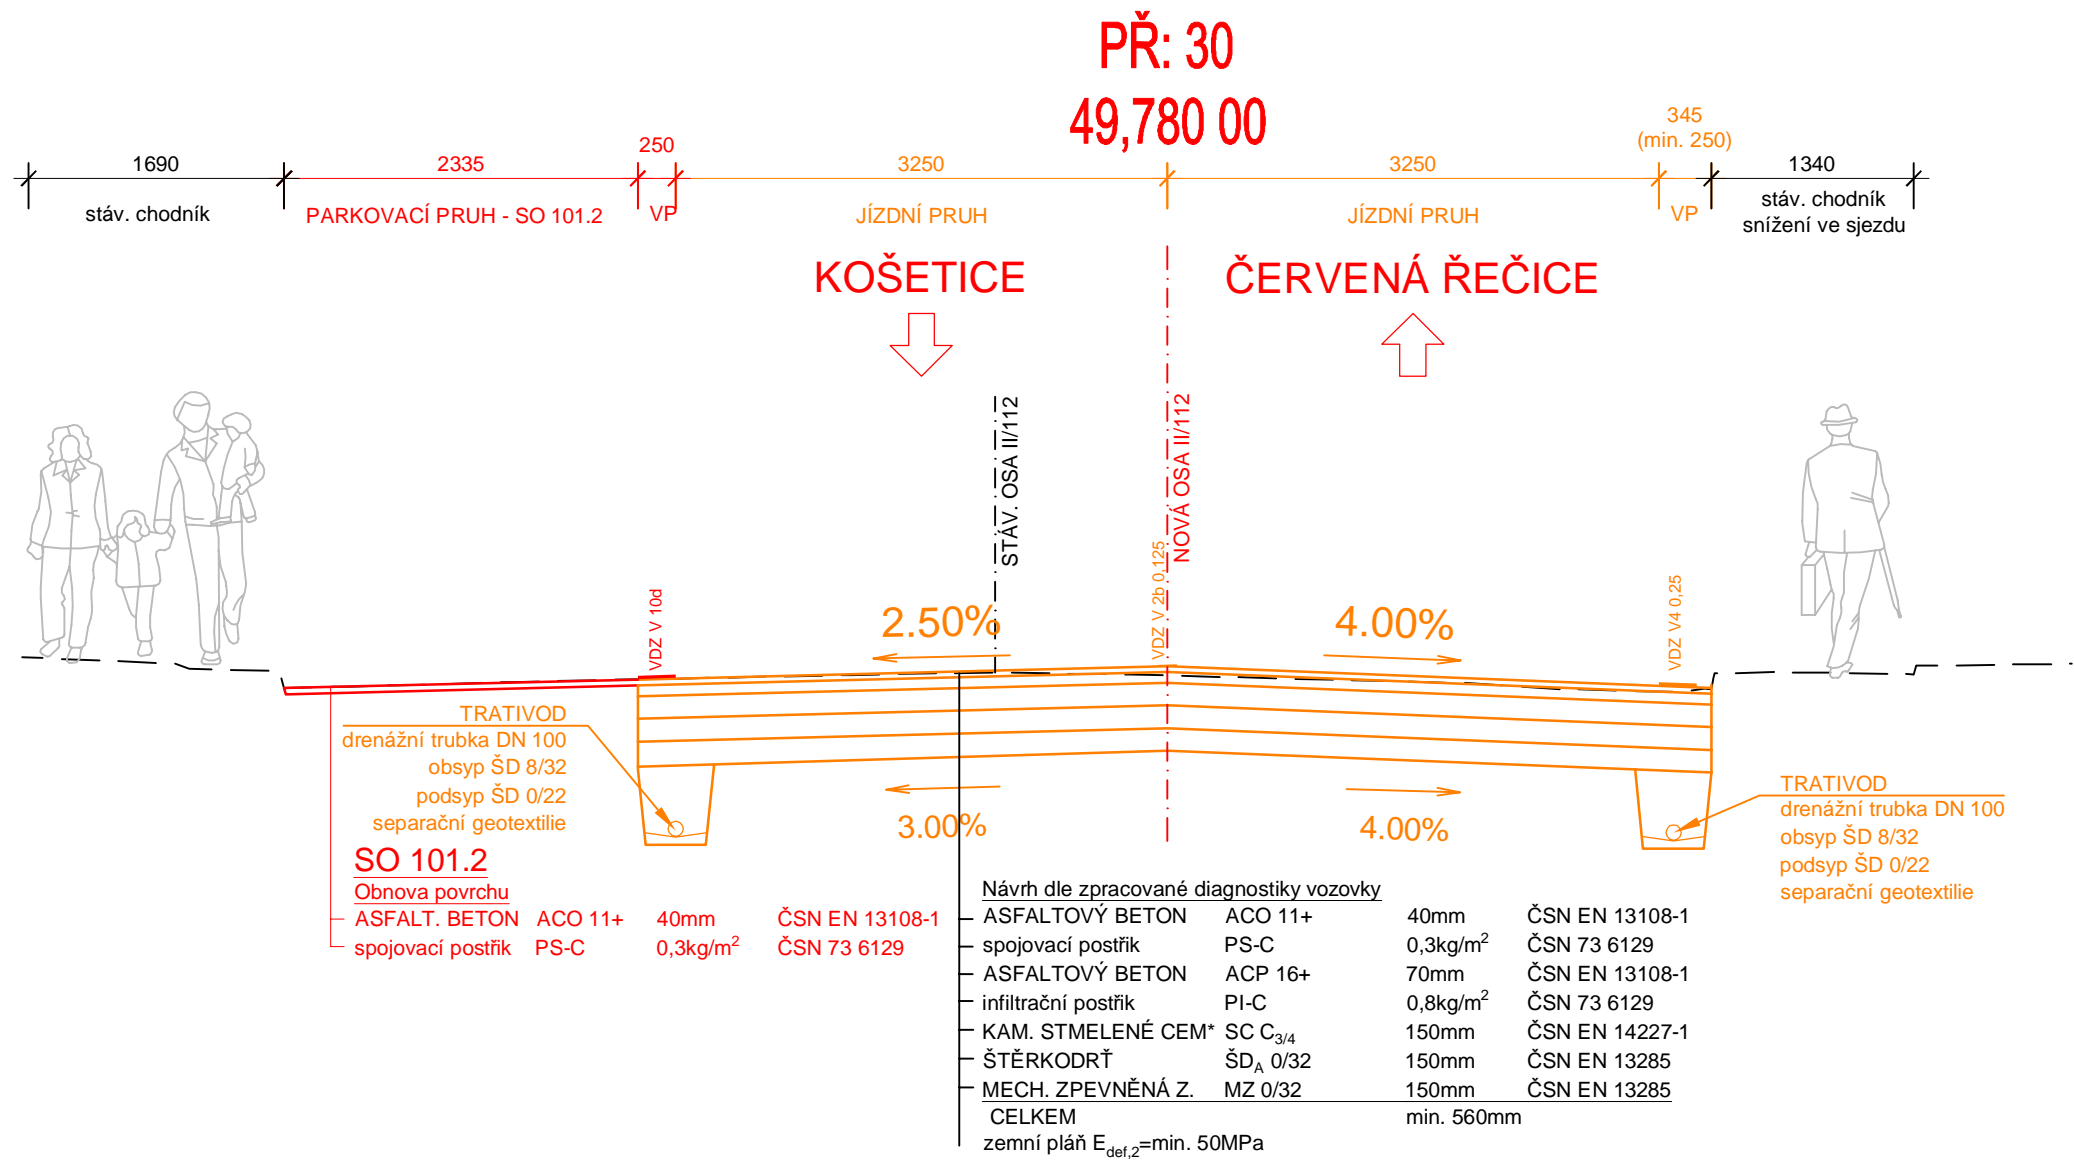 PŘ: 30
49,780 00
1690
2335
250
3250
3250
345
(min. 250)
1340
stáv. chodník
PARKOVACÍ PRUH - SO 101.2
VP
JÍZDNÍ PRUH
JÍZDNÍ PRUH
VP
stáv. chodník
snížení ve sjezdu
KOŠETICE
ČERVENÁ ŘEČICE
STÁV. OSA II/112
NOVÁ OSA II/112
VDZ V 10d
VDZ V 2b 0,125
VDZ V4 0,25
2.50%
4.00%
3.00%
4.00%
TRATIVOD
drenážní trubka DN 100
obsyp ŠD 8/32
podsyp ŠD 0/22
separační geotextilie
TRATIVOD
drenážní trubka DN 100
obsyp ŠD 8/32
podsyp ŠD 0/22
separační geotextilie
SO 101.2
Obnova povrchu
ASFALT. BETON ACO 11+ 40mm ČSN EN 13108-1
spojovací postřik PS-C 0,3kg/m² ČSN 73 6129
Návrh dle zpracované diagnostiky vozovky
ASFALTOVÝ BETON ACO 11+ 40mm ČSN EN 13108-1
spojovací postřik PS-C 0,3kg/m² ČSN 73 6129
ASFALTOVÝ BETON ACP 16+ 70mm ČSN EN 13108-1
infiltrační postřik PI-C 0,8kg/m² ČSN 73 6129
KAM. STMELENÉ CEM* SC C3/4 150mm ČSN EN 14227-1
ŠTĚRKODRŤ ŠDA 0/32 150mm ČSN EN 13285
MECH. ZPEVNĚNÁ Z. MZ 0/32 150mm ČSN EN 13285
CELKEM min. 560mm
zemní pláň Edef,2=min. 50MPa